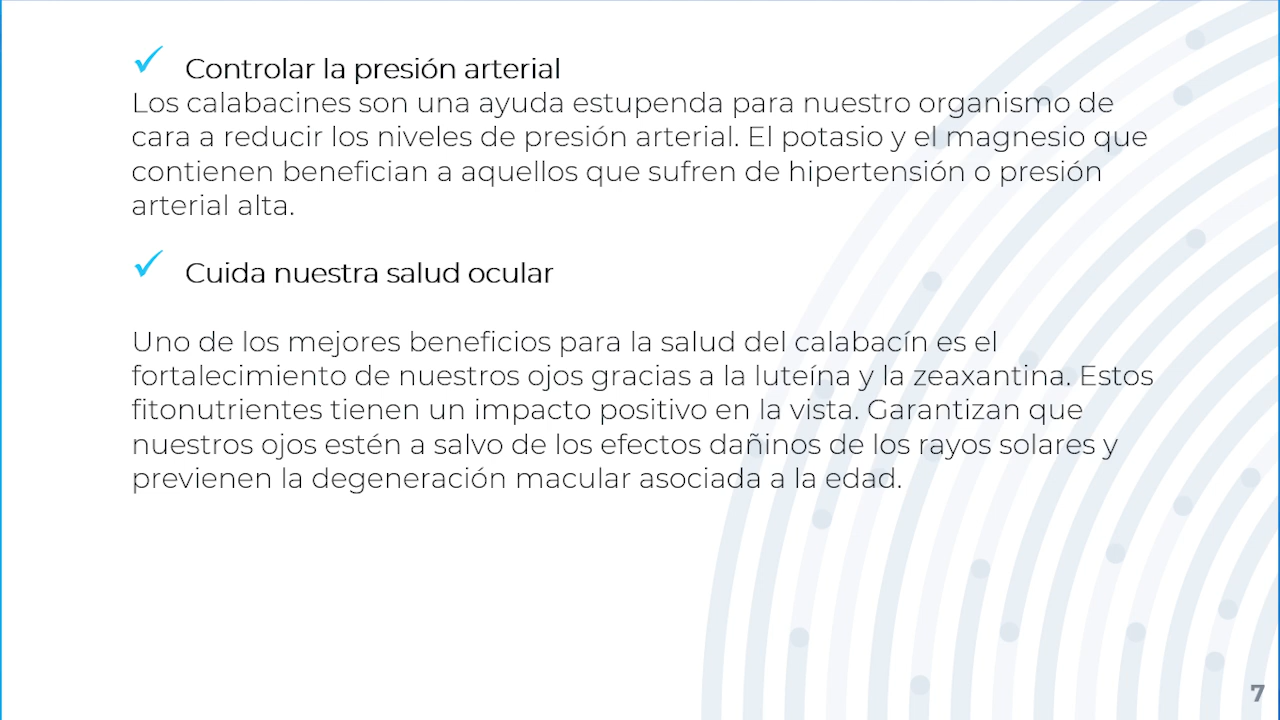 Controlar la presión arterial
Los calabacines son una ayuda estupenda para nuestro organismo de
cara a reducir los niveles de presión arterial. El potasio y el magnesio que
contienen benefician a aquellos que sufren de hipertensión o presión
arterial alta.
Cuida nuestra salud ocular
Uno de los mejores beneficios para la salud del calabacín es el
fortalecimiento de nuestros ojos gracias a la luteína y la zeaxantina. Estos
fitonutrientes tienen un impacto positivo en la vista. Garantizan que
nuestros ojos estén a salvo de los efectos dañinos de los rayos solares y
previenen la degeneración macular asociada a la edad.
7